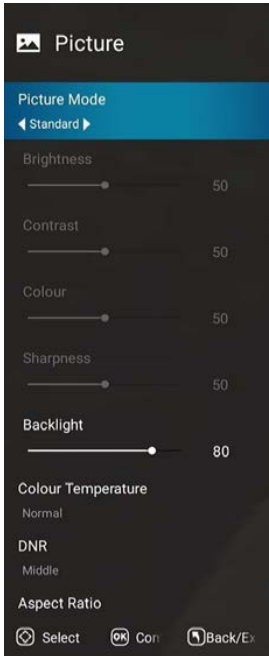 Picture
Picture Mode
Standard
Brightness
50
Contrast
50
Colour
50
Sharpness
50
Backlight
80
Colour Temperature
Normal
DNR
Middle
Aspect Ratio
Select OK Con Back/Ex